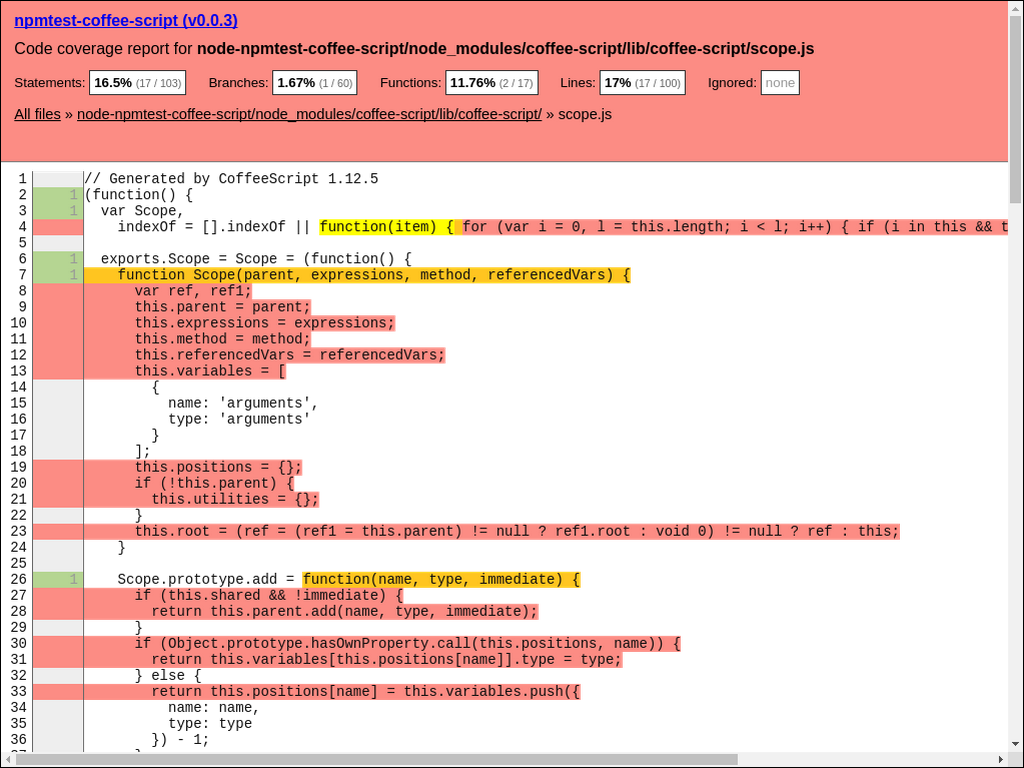 npmtest-coffee-script (v0.0.3)
Code coverage report for node-npmtest-coffee-script/node_modules/coffee-script/lib/coffee-script/scope.js
Statements: 16.5% (17 / 103) Branches: 1.67% (1 / 60) Functions: 11.76% (2 / 17) Lines: 17% (17 / 100) Ignored: none
All files » node-npmtest-coffee-script/node_modules/coffee-script/lib/coffee-script/ » scope.js
1 // Generated by CoffeeScript 1.12.5
2 1 (function() {
3 1 var Scope,
4 indexOf = [].indexOf || function(item) { for (var i = 0, l = this.length; i < l; i++) { if (i in this && t
5
6 1 exports.Scope = Scope = (function() {
7 1 function Scope(parent, expressions, method, referencedVars) {
8 var ref, ref1;
9 this.parent = parent;
10 this.expressions = expressions;
11 this.method = method;
12 this.referencedVars = referencedVars;
13 this.variables = [
14 {
15 name: 'arguments',
16 type: 'arguments'
17 }
18 ];
19 this.positions = {};
20 if (!this.parent) {
21 this.utilities = {};
22 }
23 this.root = (ref = (ref1 = this.parent) != null ? ref1.root : void 0) != null ? ref : this;
24 }
25
26 1 Scope.prototype.add = function(name, type, immediate) {
27 if (this.shared && !immediate) {
28 return this.parent.add(name, type, immediate);
29 }
30 if (Object.prototype.hasOwnProperty.call(this.positions, name)) {
31 return this.variables[this.positions[name]].type = type;
32 } else {
33 return this.positions[name] = this.variables.push({
34 name: name,
35 type: type
36 }) - 1;